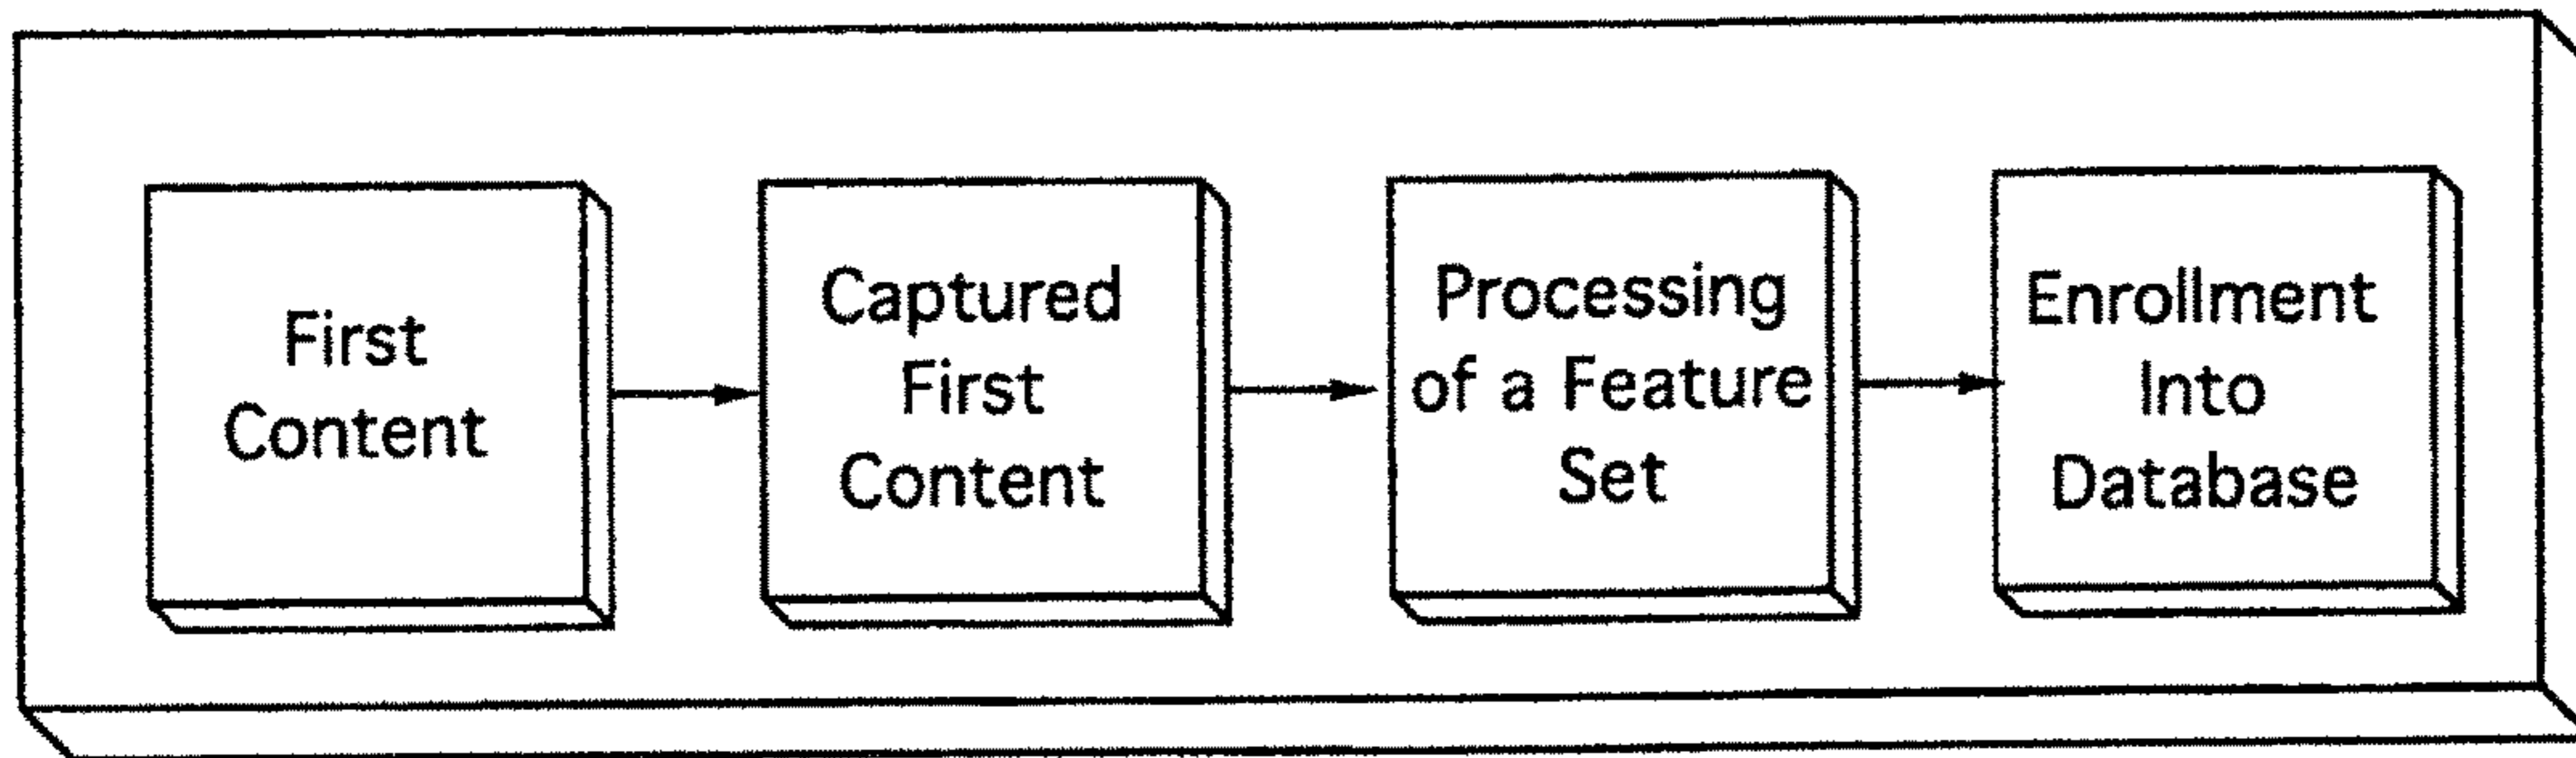 First
Content
Captured
First
Content
Processing
of a Feature
Set
Enrollment
Into
Database